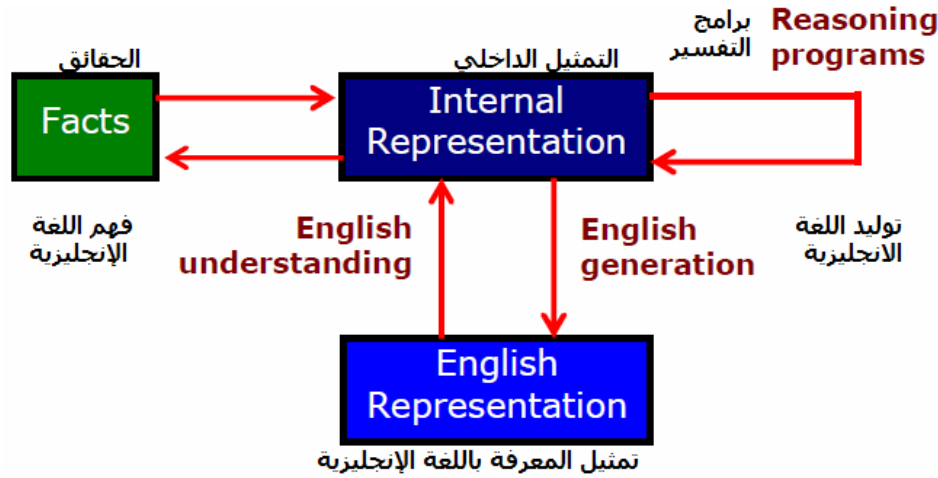 برامج
التفسير
Reasoning
programs
الحقائق
التمثيل الداخلي
Facts
Internal
Representation
فهم اللغة
الإنجليزية
English
understanding
English
generation
توليد اللغة
الانجليزية
English
Representation
تمثيل المعرفة باللغة الإنجليزية